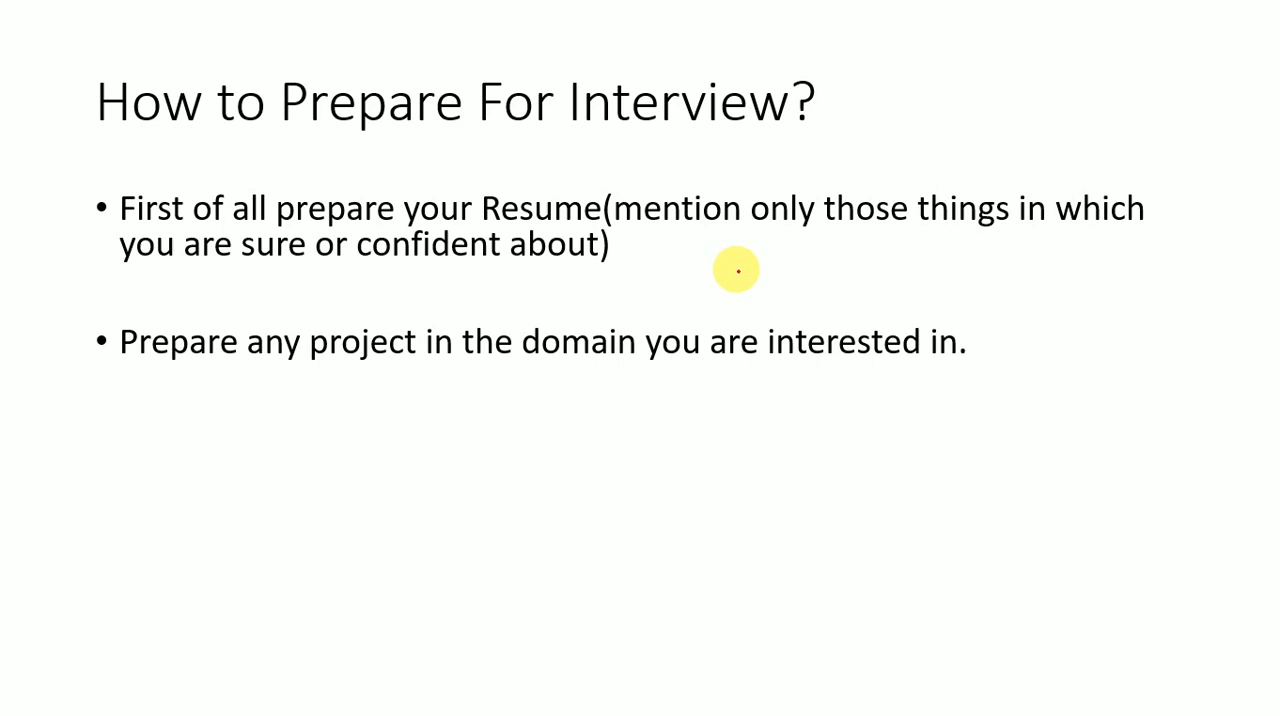 How to Prepare For Interview?
• First of all prepare your Resume(mention only those things in which
you are sure or confident about)
• Prepare any project in the domain you are interested in.